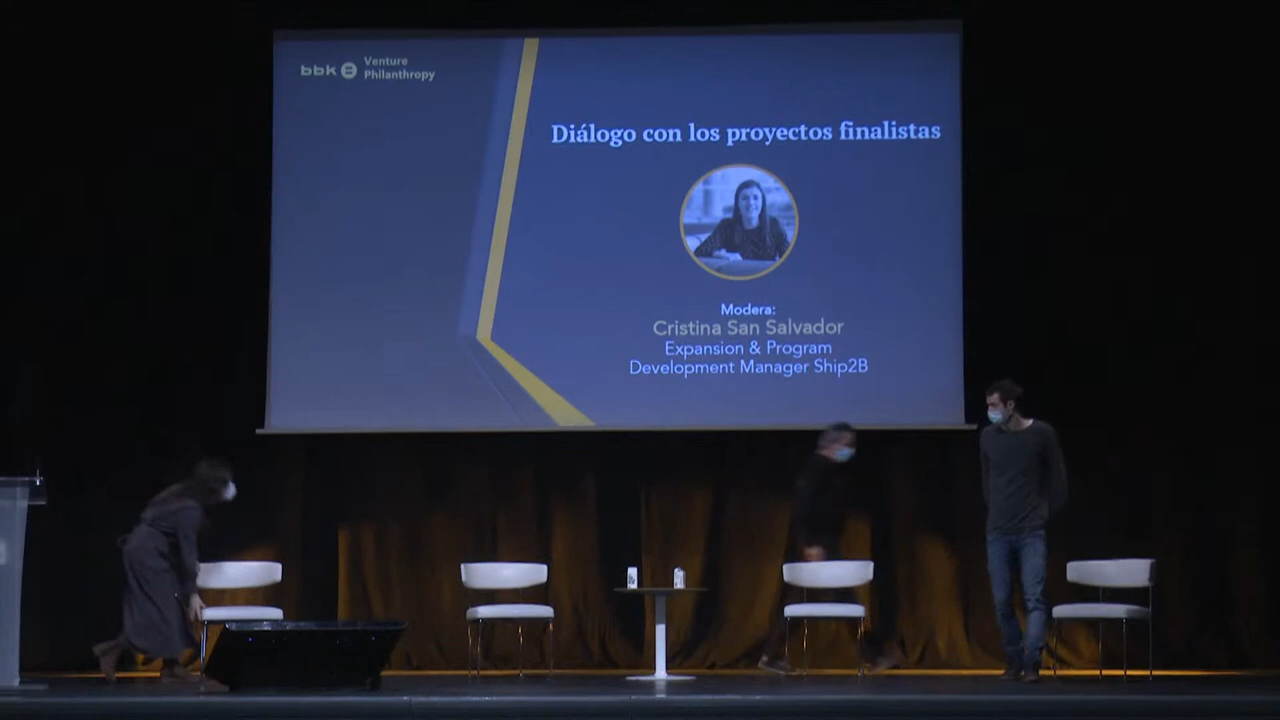 bbk Venture
Philanthropy
Diálogo con los proyectos finalistas
Modera:
Cristina San Salvador
Expansion & Program
Development Manager Ship2B